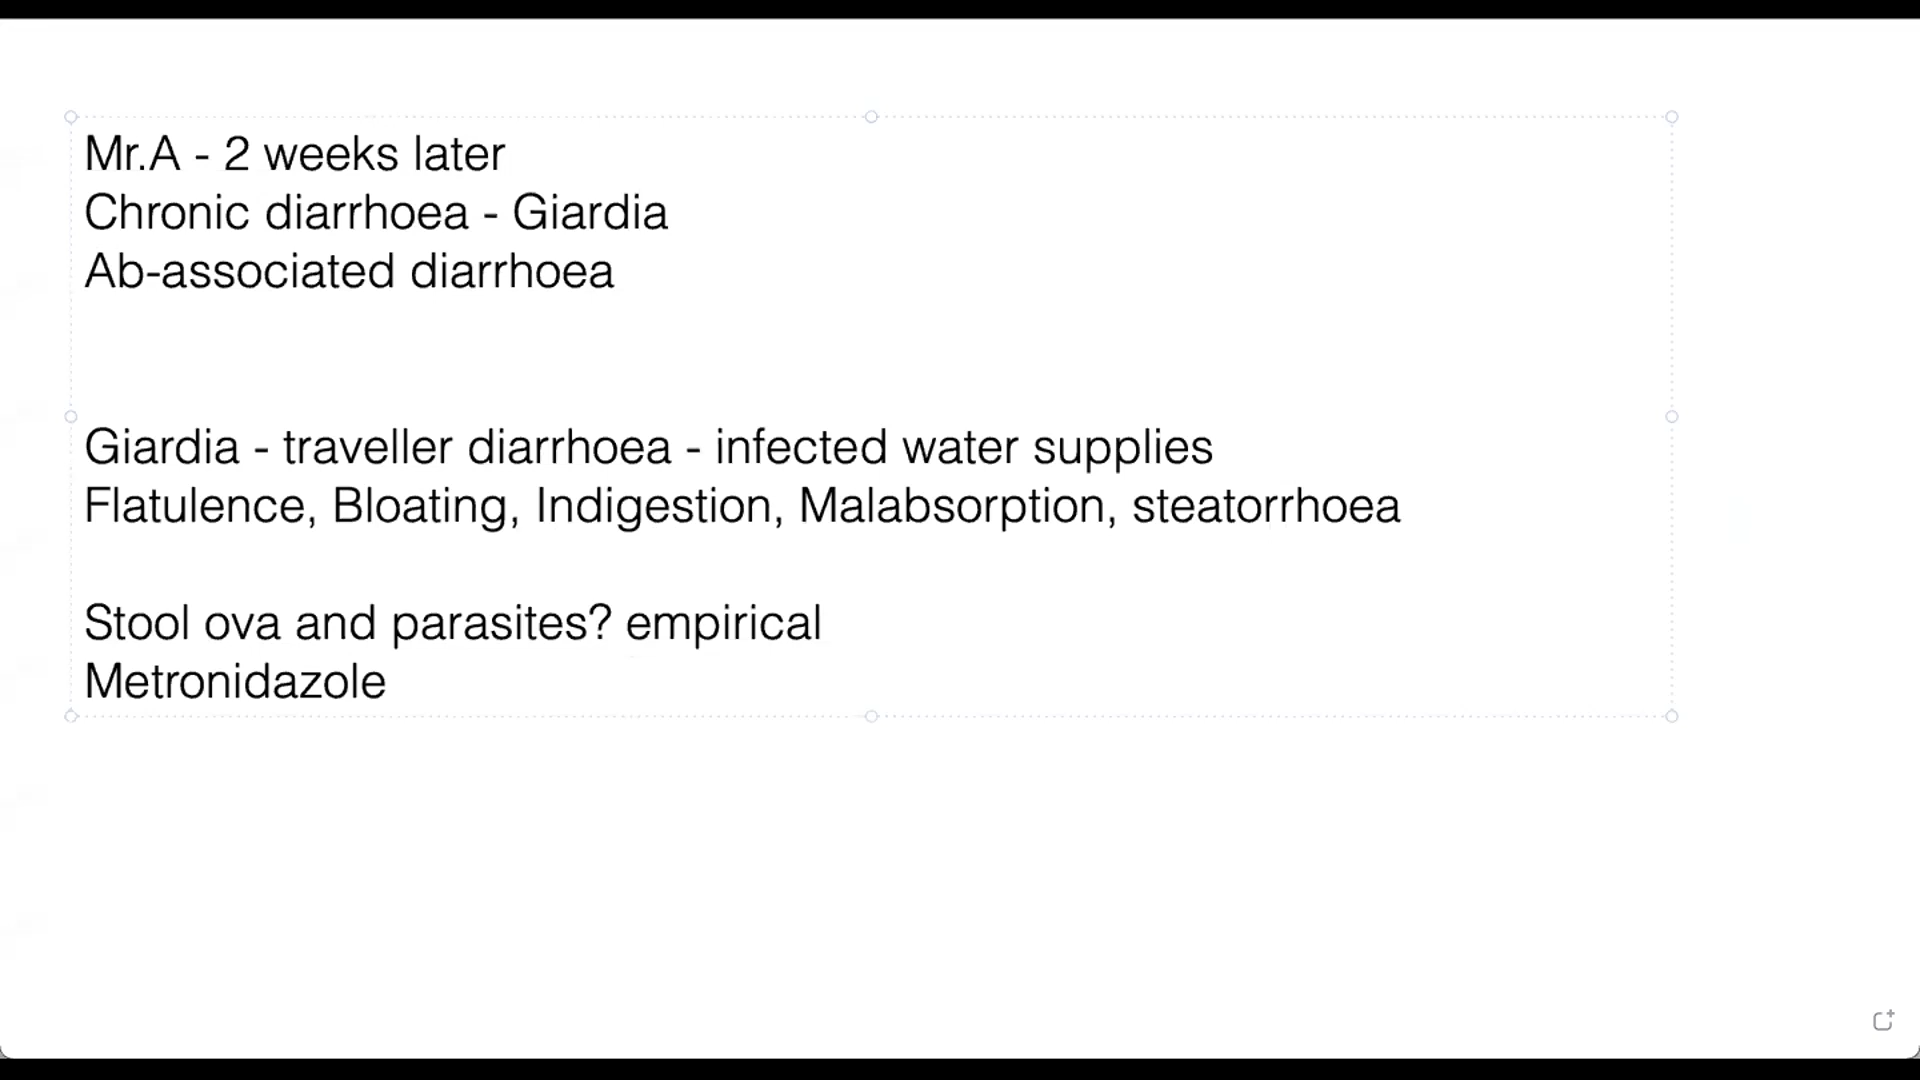 Mr.A - 2 weeks later
Chronic diarrhoea - Giardia
Ab-associated diarrhoea
Giardia - traveller diarrhoea - infected water supplies
Flatulence, Bloating, Indigestion, Malabsorption, steatorrhoea
Stool ova and parasites? empirical
Metronidazole